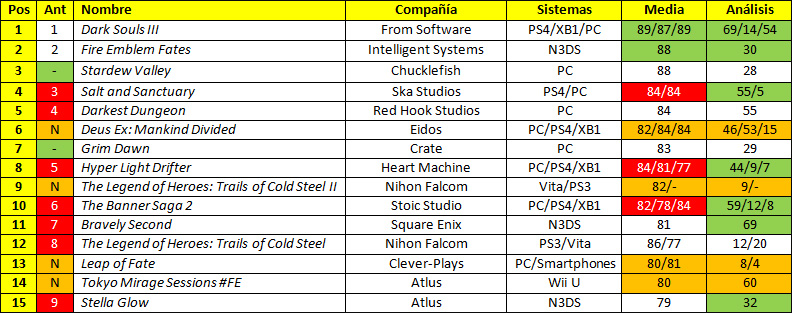 Pos Ant Nombre Compañía Sistemas Media Análisis
1 1 Dark Souls III From Software PS4/XB1/PC 89/87/89 69/14/54
2 2 Fire Emblem Fates Intelligent Systems N3DS 88 30
3 - Stardew Valley Chucklefish PC 88 28
4 3 Salt and Sanctuary Ska Studios PS4/PC 84/84 55/5
5 4 Darkest Dungeon Red Hook Studios PC 84 55
6 N Deus Ex: Mankind Divided Eidos PC/PS4/XB1 82/84/84 46/53/15
7 - Grim Dawn Crate PC 83 29
8 5 Hyper Light Drifter Heart Machine PC/PS4/XB1 84/81/77 44/9/7
9 N The Legend of Heroes: Trails of Cold Steel II Nihon Falcom Vita/PS3 82/- 9/-
10 6 The Banner Saga 2 Stoic Studio PC/PS4/XB1 82/78/84 59/12/8
11 7 Bravely Second Square Enix N3DS 81 69
12 8 The Legend of Heroes: Trails of Cold Steel Nihon Falcom PS3/Vita 86/77 12/20
13 N Leap of Fate Clever-Plays PC/Smartphones 80/81 8/4
14 N Tokyo Mirage Sessions #FE Atlus Wii U 80 60
15 9 Stella Glow Atlus N3DS 79 32